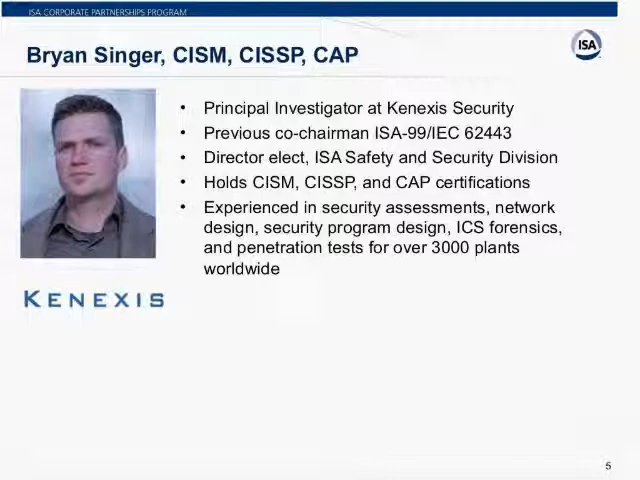 ISA CORPORATE PARTNERSHIPS PROGRAM
Bryan Singer, CISM, CISSP, CAP
ISA
• Principal Investigator at Kenexis Security
• Previous co-chairman ISA-99/IEC 62443
• Director elect, ISA Safety and Security Division
• Holds CISM, CISSP, and CAP certifications
• Experienced in security assessments, network
design, security program design, ICS forensics,
and penetration tests for over 3000 plants
worldwide
KENEXIS
5